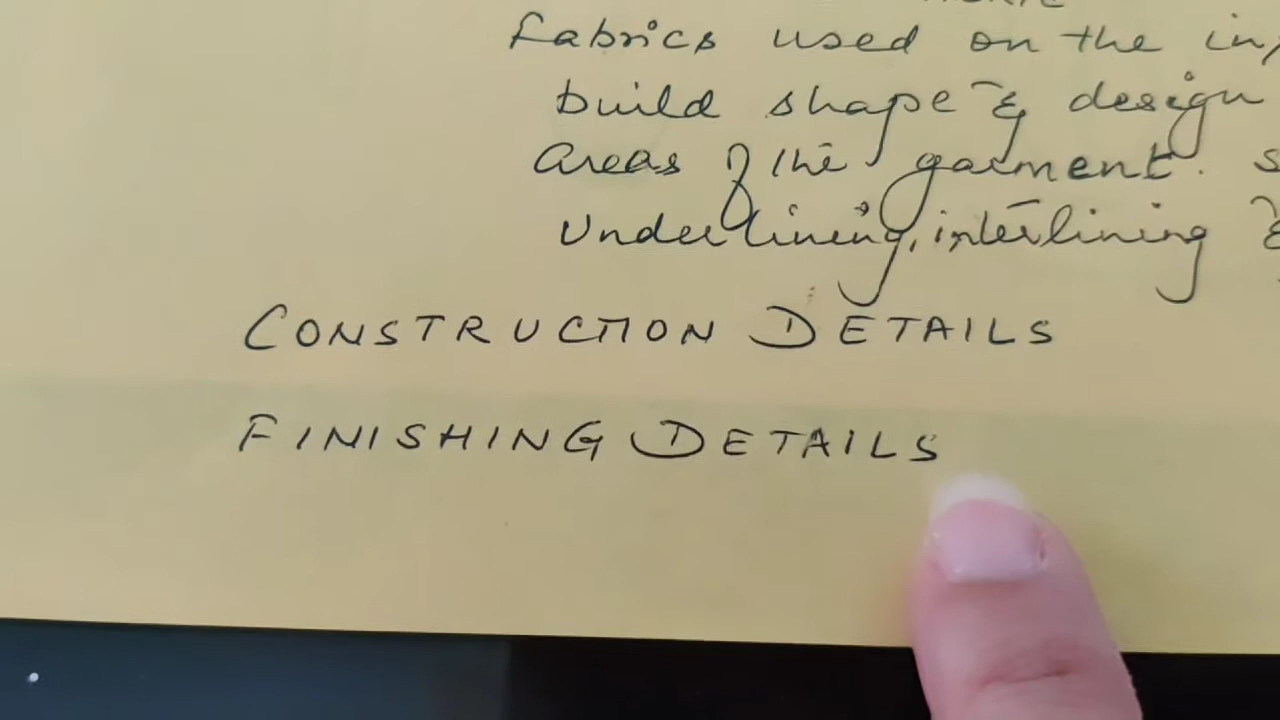 Fabrics used on the
build shape & design
areas of the garment.
Underlining, interlining &
CONSTRUCTION DETAILS
FINISHING DETAILS